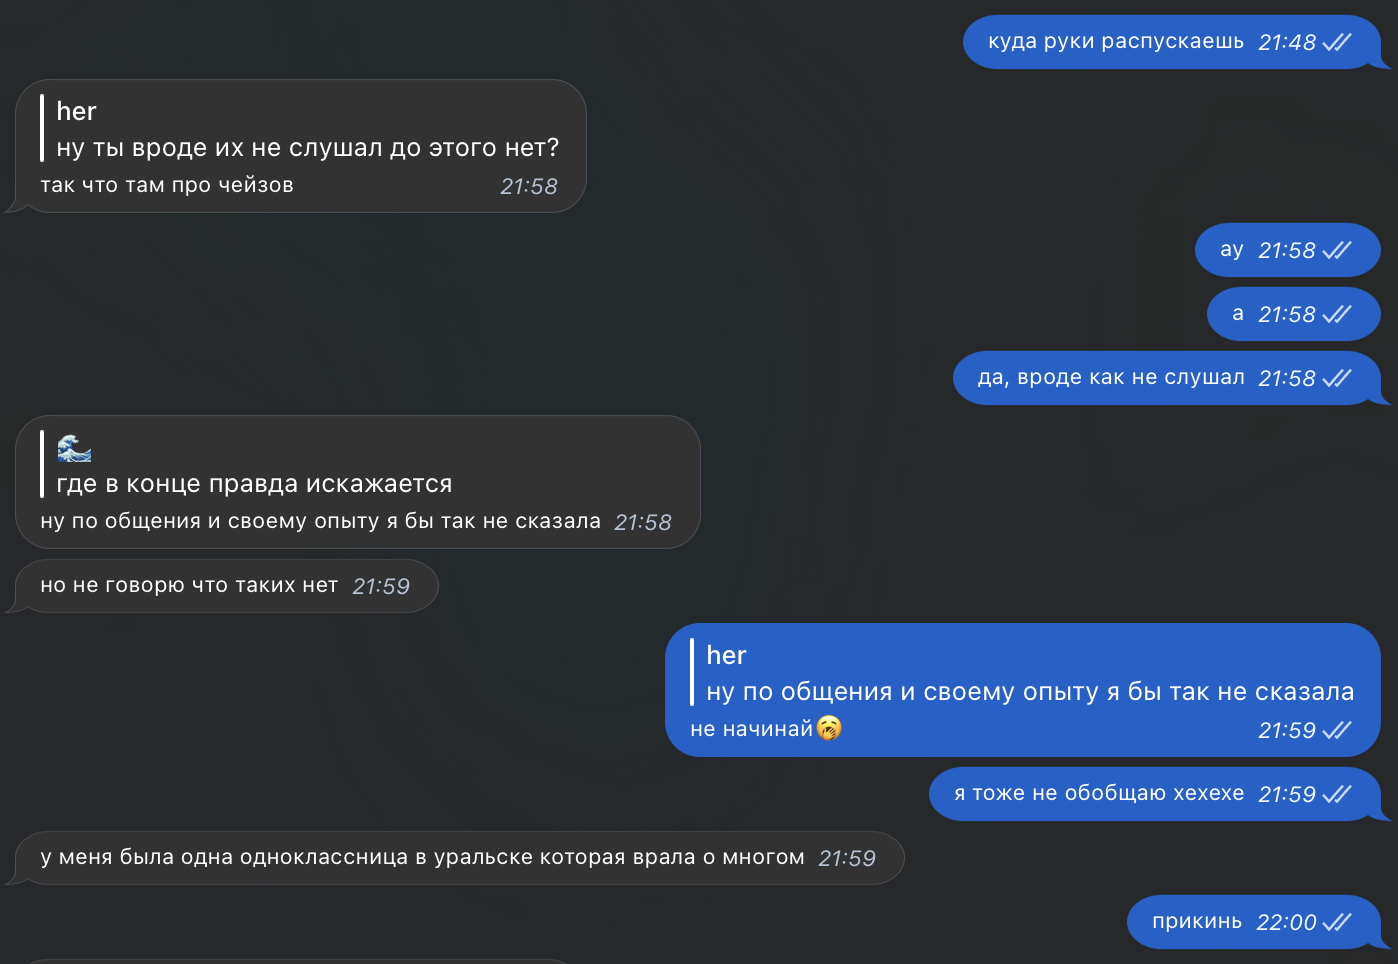 куда руки распускаешь 21:48
her
ну ты вроде их не слушал до этого нет?
так что там про чейзов 21:58
ау 21:58
а 21:58
да, вроде как не слушал 21:58
🌊
где в конце правда искажается
ну по общения и своему опыту я бы так не сказала 21:58
но не говорю что таких нет 21:59
her
ну по общения и своему опыту я бы так не сказала
не начинай🥱 21:59
я тоже не обобщаю хехехе 21:59
у меня была одна одноклассница в уральске которая врала о многом 21:59
прикинь 22:00